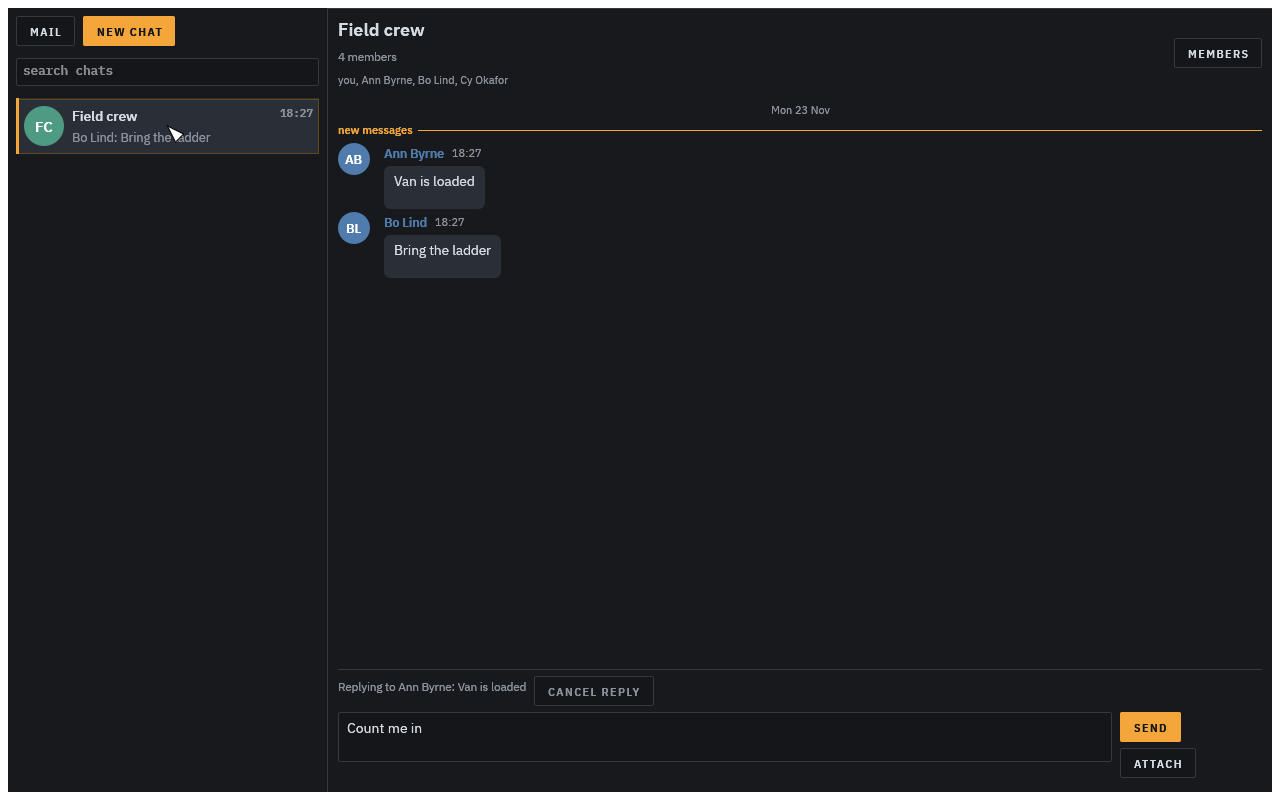 MAIL
NEW CHAT
search chats
FC
Field crew
18:27
Bo Lind: Bring the ladder
Field crew
4 members
you, Ann Byrne, Bo Lind, Cy Okafor
MEMBERS
Mon 23 Nov
new messages
AB
Ann Byrne 18:27
Van is loaded
BL
Bo Lind 18:27
Bring the ladder
Replying to Ann Byrne: Van is loaded
CANCEL REPLY
Count me in
SEND
ATTACH